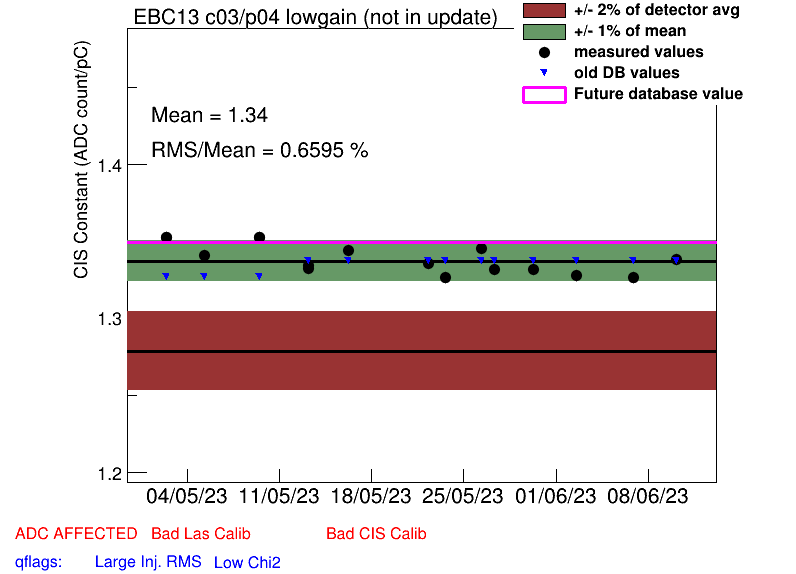 EBC13 c03/p04 lowgain (not in update)
+/- 2% of detector avg
+/- 1% of mean
measured values
old DB values
Future database value
Mean = 1.34
RMS/Mean = 0.6595 %
CIS Constant (ADC count/pC)
1.4
1.3
1.2
04/05/23 11/05/23 18/05/23 25/05/23 01/06/23 08/06/23
ADC AFFECTED Bad Las Calib Bad CIS Calib
qflags: Large Inj. RMS Low Chi2